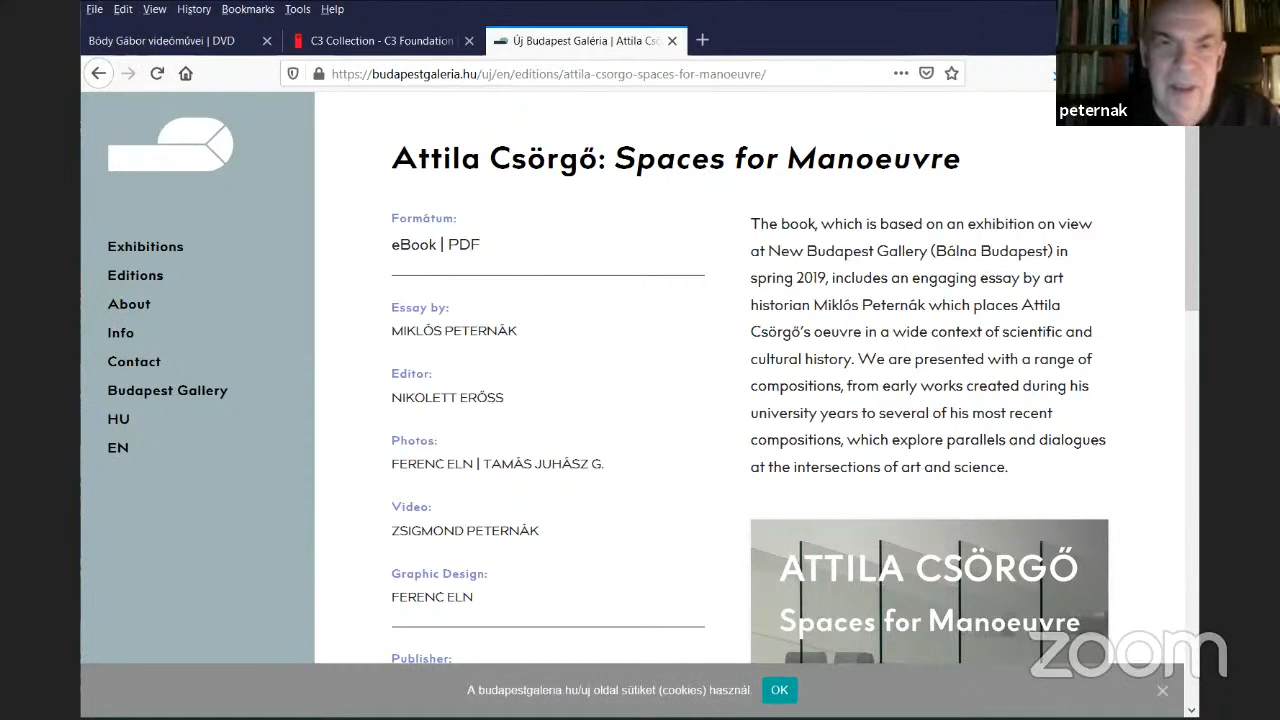 File Edit View History Bookmarks Tools Help
Bódy Gábor videóművei | DVD
C3 Collection - C3 Foundation
Új Budapest Galéria | Attila Csö
https://budapestgaleria.hu/uj/en/editions/attila-csorgo-spaces-for-manoeuvre/
peternak
Exhibitions
Editions
About
Info
Contact
Budapest Gallery
HU
EN
Attila Csörgő: Spaces for Manoeuvre
Formátum:
eBook | PDF
Essay by:
MIKLÓS PETERNÁK
Editor:
NIKOLETT ERŐSS
Photos:
FERENC ELN | TAMÁS JUHÁSZ G.
Video:
ZSIGMOND PETERNÁK
Graphic Design:
FERENC ELN
Publisher:
The book, which is based on an exhibition on view
at New Budapest Gallery (Bálna Budapest) in
spring 2019, includes an engaging essay by art
historian Miklós Peternák which places Attila
Csörgő's oeuvre in a wide context of scientific and
cultural history. We are presented with a range of
compositions, from early works created during his
university years to several of his most recent
compositions, which explore parallels and dialogues
at the intersections of art and science.
ATTILA CSÖRGŐ
Spaces for Manoeuvre
zoom
A budapestgaleria.hu/uj oldal sütiket (cookies) használ.
OK